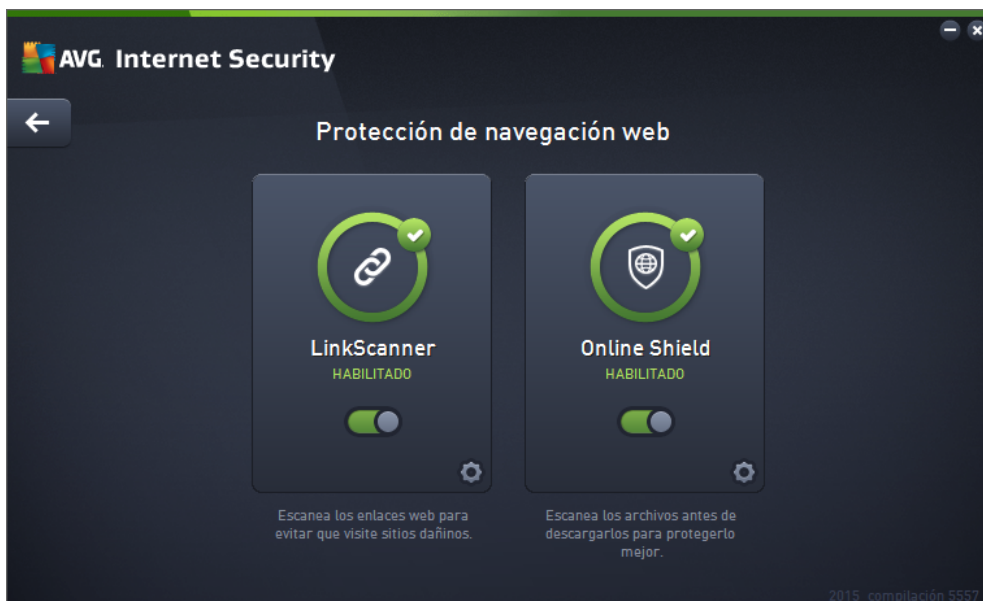 AVG Internet Security
Protección de navegación web
LinkScanner
HABILITADO
Escanea los enlaces web para
evitar que visite sitios dañinos.
Online Shield
HABILITADO
Escanea los archivos antes de
descargarlos para protegerlo
mejor.
2015 compilación 5557